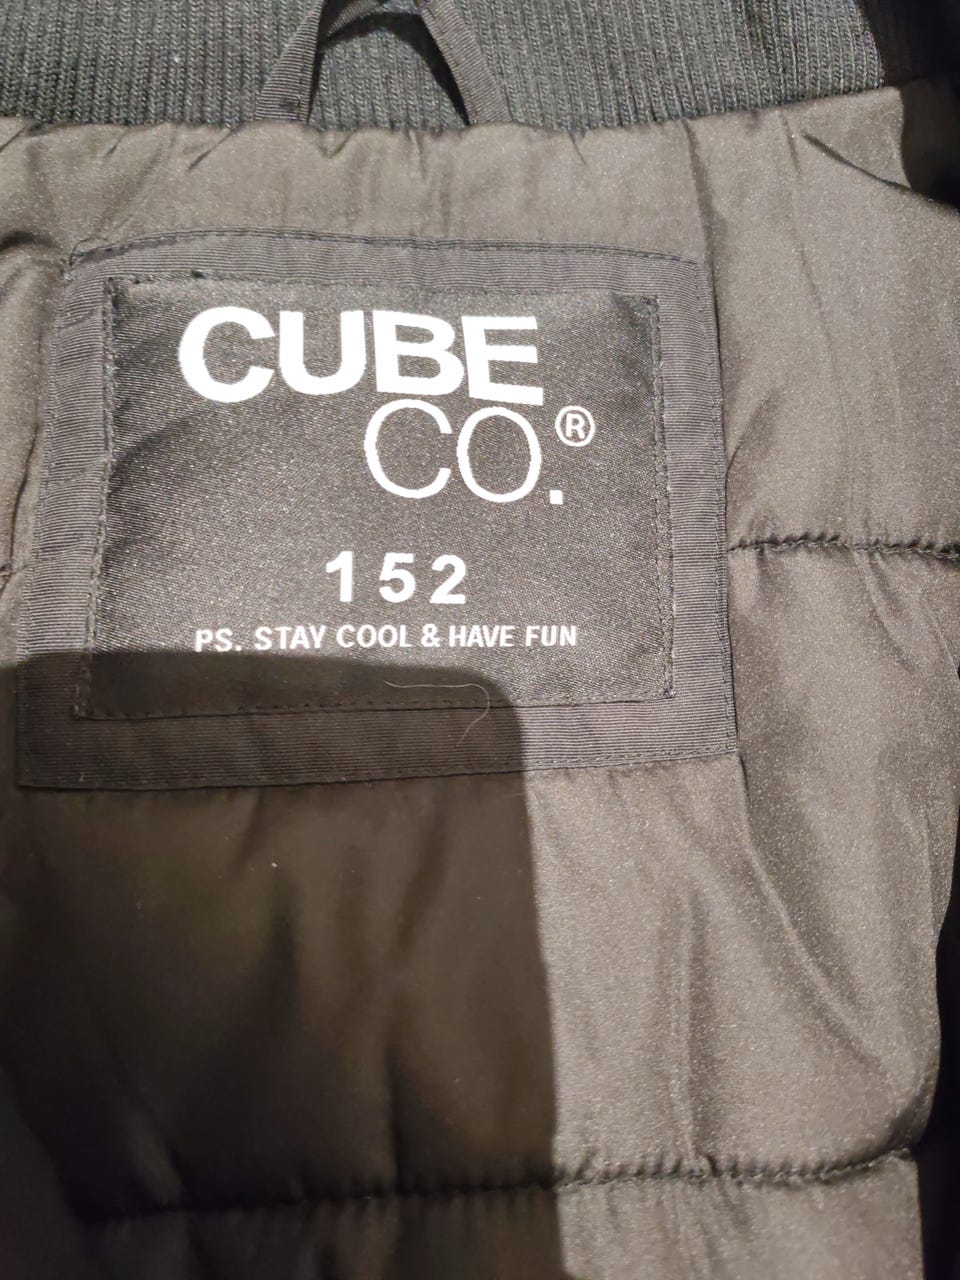 CUBE
CO.®
152
PS. STAY COOL & HAVE FUN